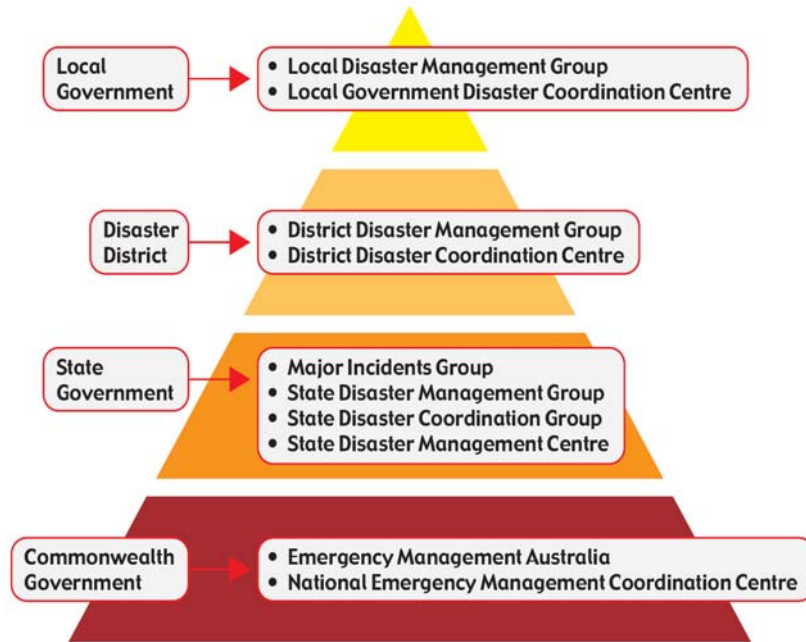 Local
Government
• Local Disaster Management Group
• Local Government Disaster Coordination Centre
Disaster
District
• District Disaster Management Group
• District Disaster Coordination Centre
State
Government
• Major Incidents Group
• State Disaster Management Group
• State Disaster Coordination Group
• State Disaster Management Centre
Commonwealth
Government
• Emergency Management Australia
• National Emergency Management Coordination Centre